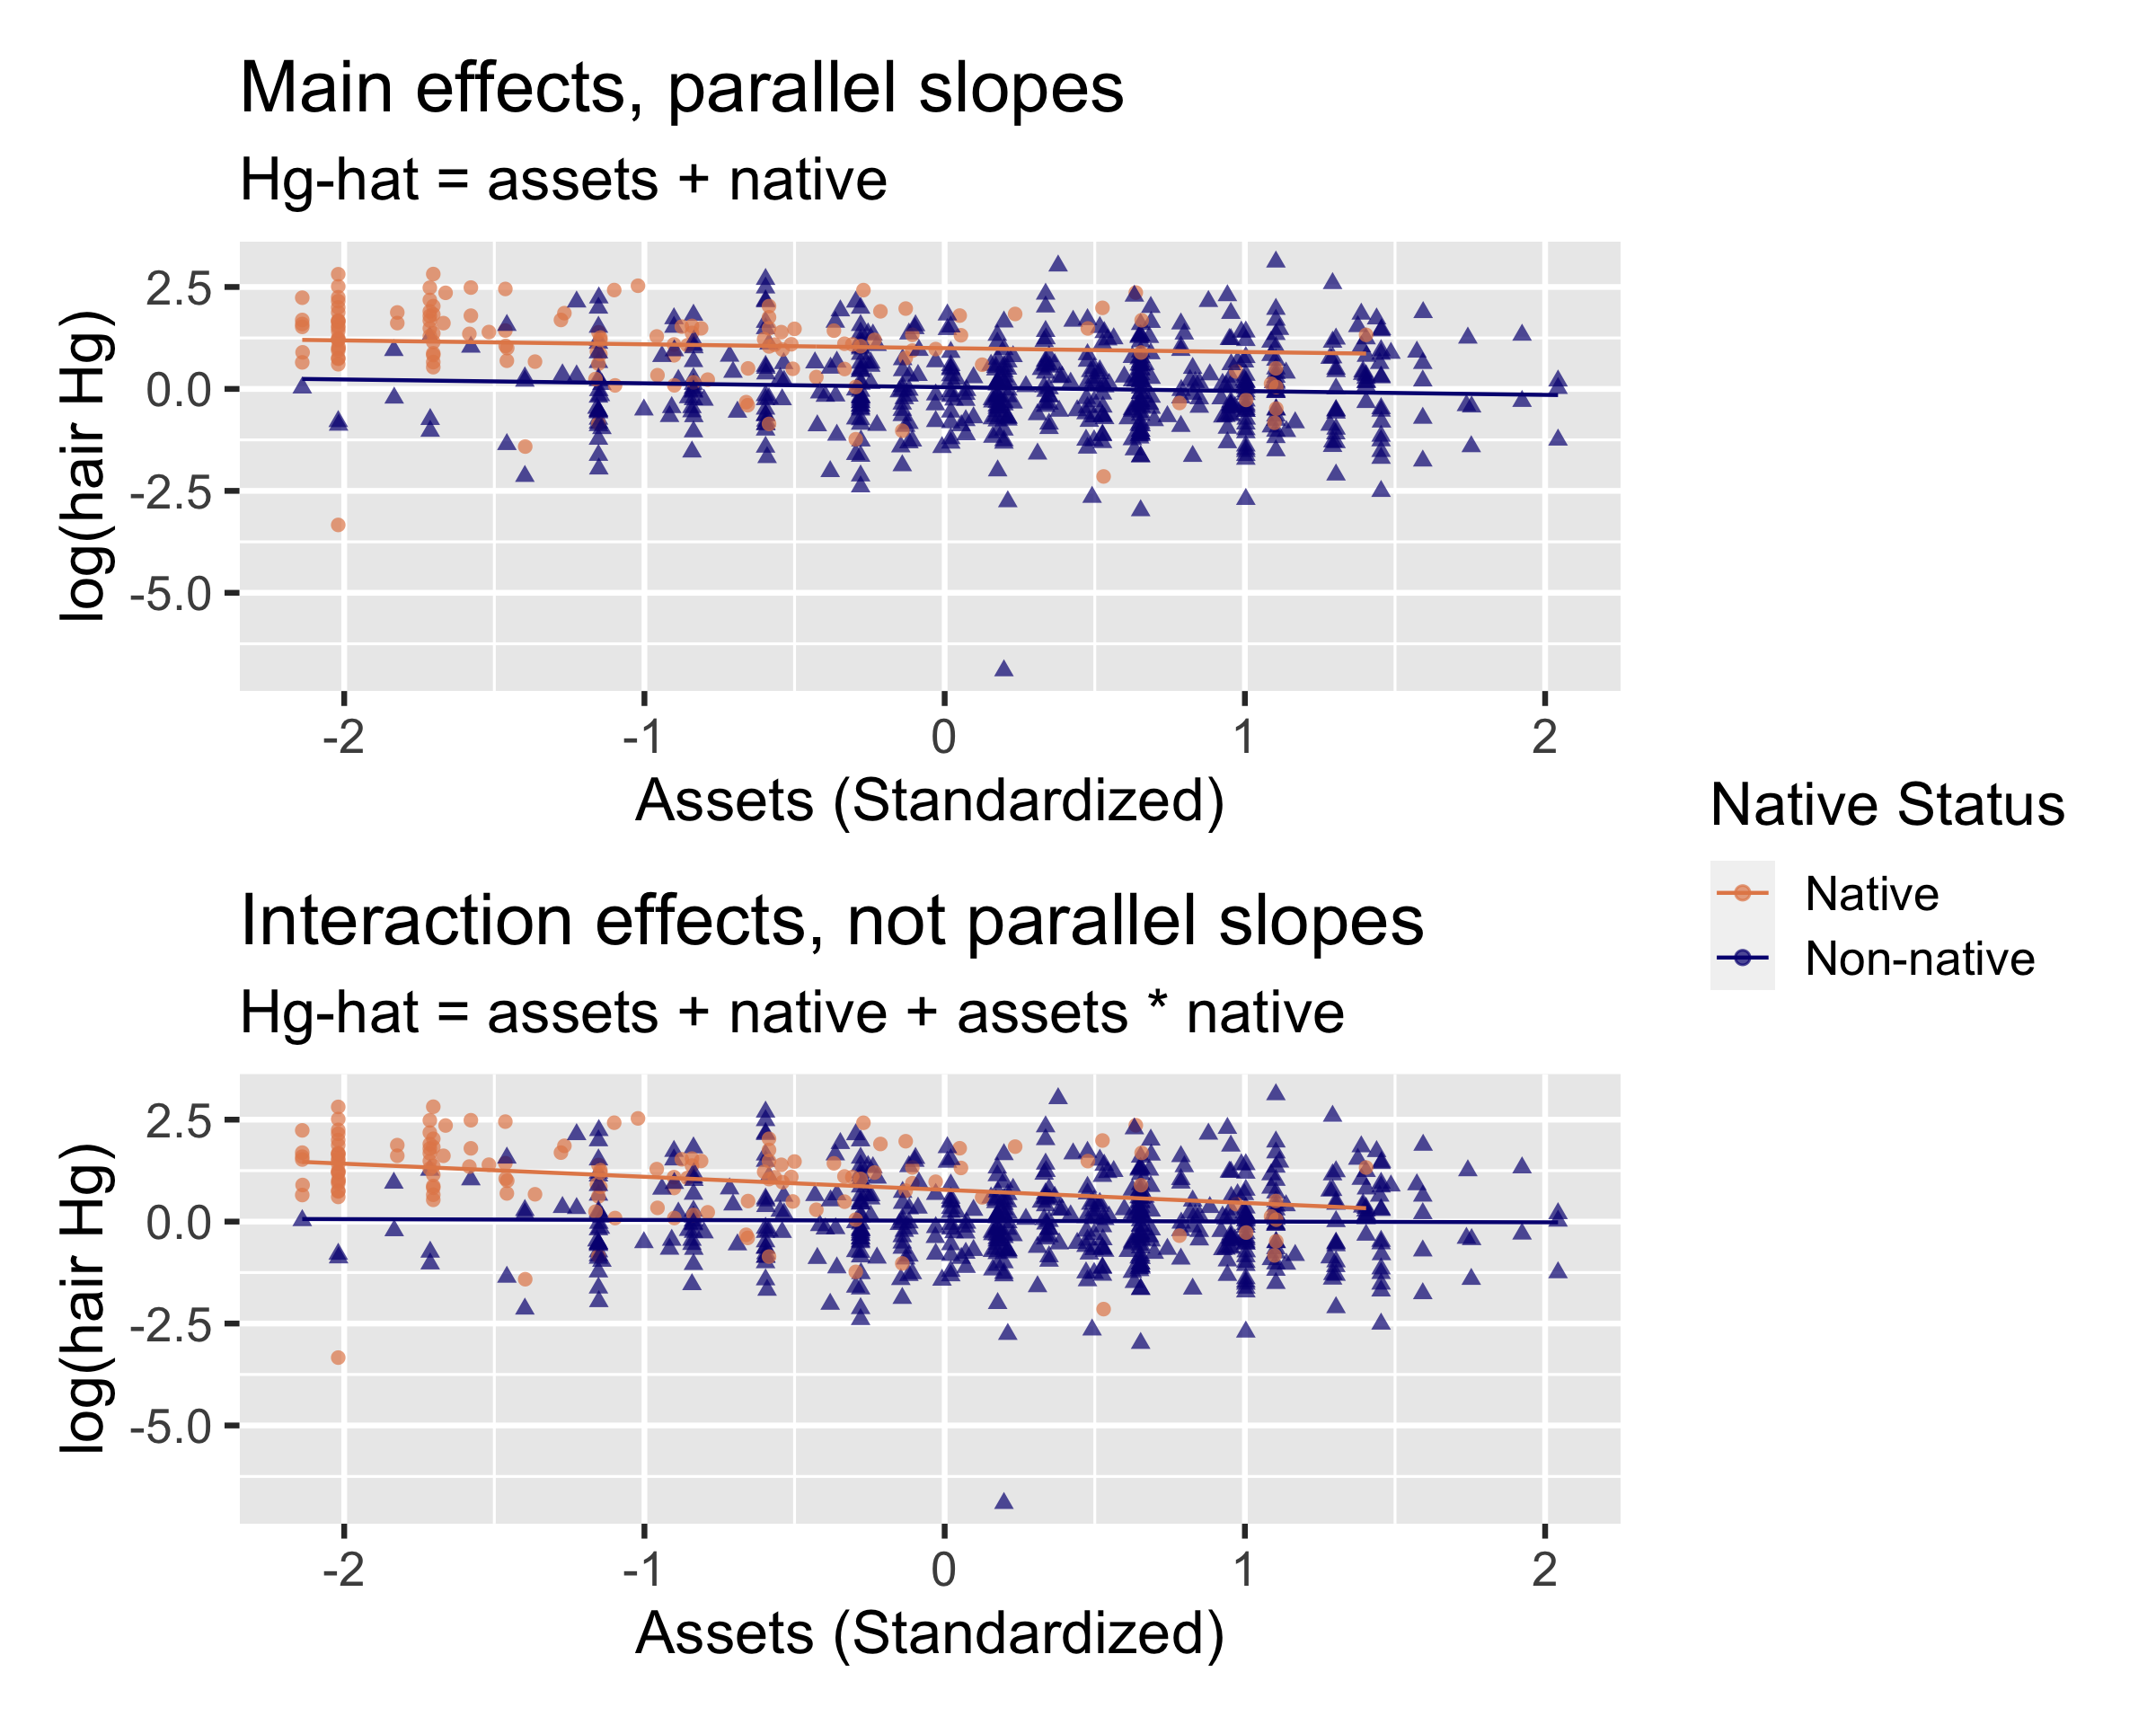 Main effects, parallel slopes
Hg-hat = assets + native
log(hair Hg)
2.5
0.0
-2.5
-5.0
-2 -1 0 1 2
Assets (Standardized)
Native Status
Native
Non-native
Interaction effects, not parallel slopes
Hg-hat = assets + native + assets * native
log(hair Hg)
2.5
0.0
-2.5
-5.0
-2 -1 0 1 2
Assets (Standardized)